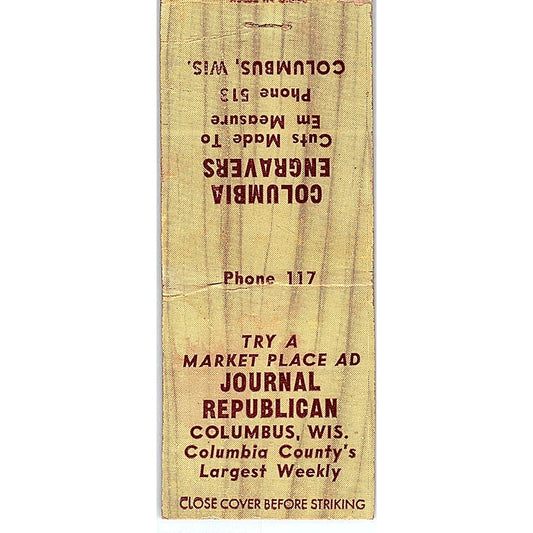 COLUMBIA
ENGRAVERS
Cuts Made To
Em Measure
Phone 513
COLUMBUS, WIS.
Phone 117
TRY A
MARKET PLACE AD
JOURNAL
REPUBLICAN
COLUMBUS, WIS.
Columbia County's
Largest Weekly
CLOSE COVER BEFORE STRIKING